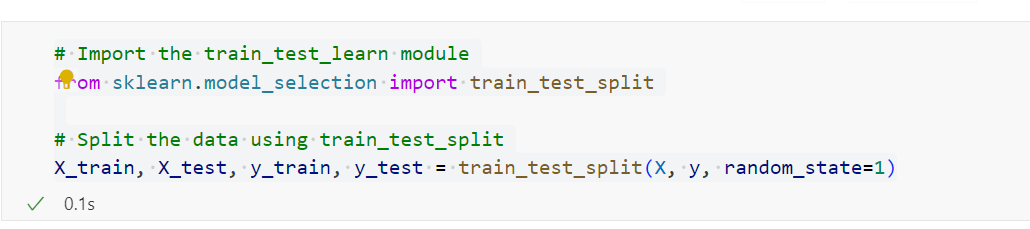 # Import the train_test_learn module
from sklearn.model_selection import train_test_split
# Split the data using train_test_split
X_train, X_test, y_train, y_test = train_test_split(X, y, random_state=1)
0.1s